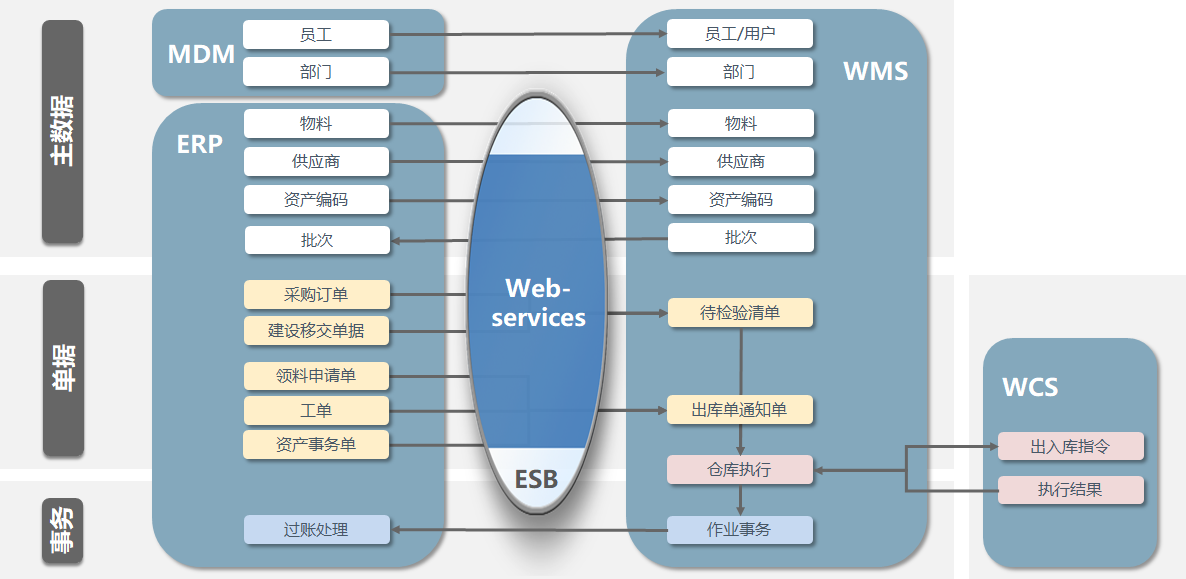 主数据
MDM
员工
部门
ERP
物料
供应商
资产编码
批次
员工/用户
部门
WMS
物料
供应商
资产编码
批次
Web-
services
ESB
单据
采购订单
建设移交单据
领料申请单
工单
资产事务单
待检验清单
出库单通知单
仓库执行
WCS
出入库指令
执行结果
事务
过账处理
作业事务